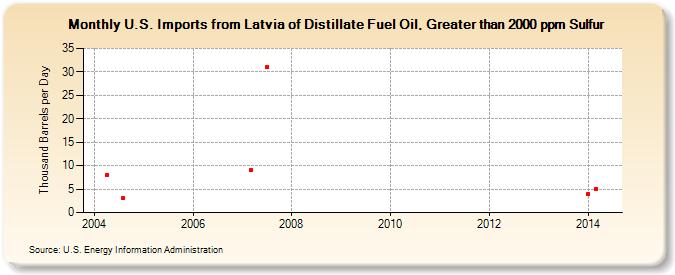 Monthly U.S. Imports from Latvia of Distillate Fuel Oil, Greater than 2000 ppm Sulfur
Thousand Barrels per Day
35
30
25
20
15
10
5
0
2004 2006 2008 2010 2012 2014
Source: U.S. Energy Information Administration